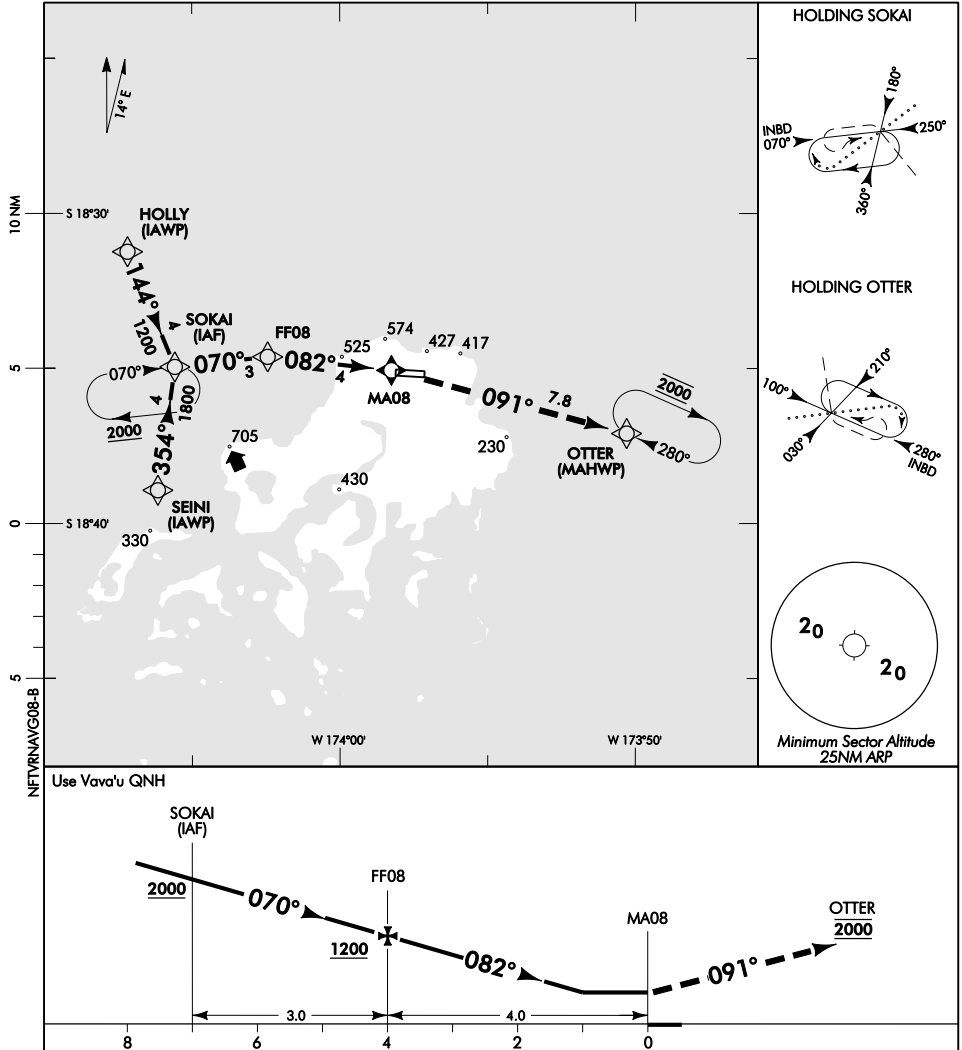 HOLDING SOKAI
180°
INBD
070°
250°
360°
14° E
10 NM
S 18°30'
HOLLY
(IAWP)
144°
4
1200
SOKAI
(IAF)
FF08
574
525
427
417
070°
070°
3
082°
4
5
MA08
091°
7.8
2000
1800
4
2000
354°
705
230
OTTER
(MAHWP)
280°
430
SEINI
(IAWP)
0
S 18°40'
330
5
HOLDING OTTER
210°
100°
030°
280°
INBD
20
20
Minimum Sector Altitude
25NM ARP
W 174°00'
W 173°50'
NFTVRNAVG08-B
Use Vava'u QNH
SOKAI
(IAF)
2000
070°
FF08
1200
082°
MA08
091°
OTTER
2000
3.0
4.0
8
6
4
2
0